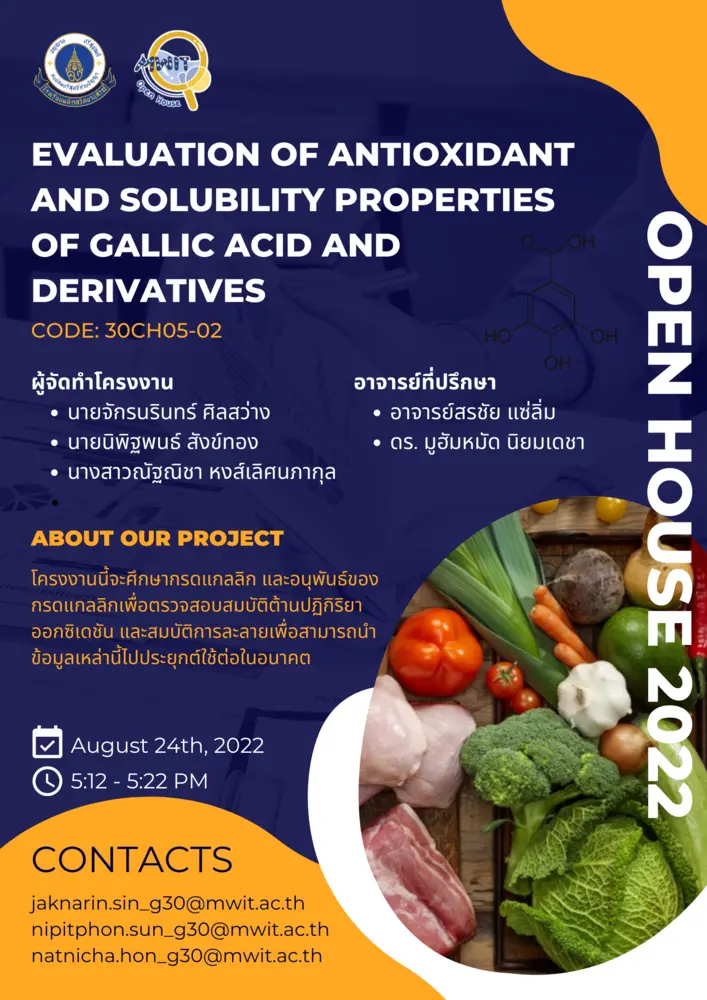 MWIT
Open House
EVALUATION OF ANTIOXIDANT
AND SOLUBILITY PROPERTIES
OF GALLIC ACID AND
DERIVATIVES
CODE: 30CH05-02
O
OH
HO
OH
OH
ผู้จัดทำโครงงาน
• นายจักรนรินทร์ ศิลสว่าง
• นายนิพิฐพนธ์ สังข์ทอง
• นางสาวณัฐณิชา หงส์เลิศนภากุล
อาจารย์ที่ปรึกษา
• อาจารย์สรชัย แซ่ลิ่ม
• ดร. มูฮัมหมัด นิยมเดชา
ABOUT OUR PROJECT
โครงงานนี้จะศึกษากรดแกลลิก และอนุพันธ์ของ
กรดแกลลิกเพื่อตรวจสอบสมบัติต้านปฏิกิริยา
ออกซิเดชัน และสมบัติการละลายเพื่อสามารถนำ
ข้อมูลเหล่านี้ไปประยุกต์ใช้ต่อในอนาคต
August 24th, 2022
5:12 - 5:22 PM
CONTACTS
jaknarin.sin_g30@mwit.ac.th
nipitphon.sun_g30@mwit.ac.th
natnicha.hon_g30@mwit.ac.th
OPEN HOUSE 2022